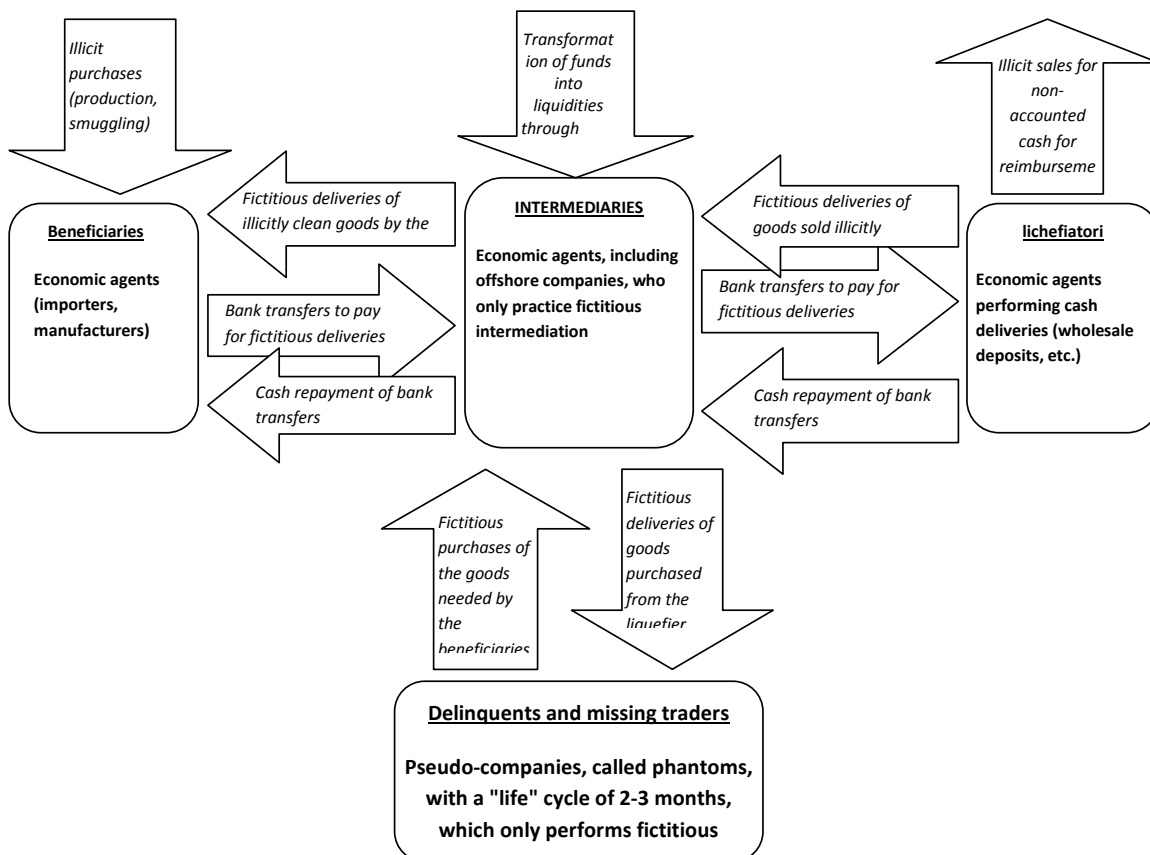 Illicit
purchases
(production,
smuggling)
Transformat
ion of funds
into
liquidities
through
Illicit sales for
non-
accounted
cash for
reimburseme
Fictitious deliveries of
illicitly clean goods by the
Fictitious deliveries of
goods sold illicitly
Beneficiaries
Economic agents
(importers,
manufacturers)
INTERMEDIARIES
Economic agents, including
offshore companies, who
only practice fictitious
intermediation
lichefiatori
Economic agents
performing cash
deliveries (wholesale
deposits, etc.)
Bank transfers to pay
for fictitious deliveries
Bank transfers to pay for
fictitious deliveries
Cash repayment of bank
transfers
Cash repayment of bank
transfers
Fictitious
purchases of
the goods
needed by
the
beneficiaries
Fictitious
deliveries of
goods
purchased
from the
liquefier
Delinquents and missing traders
Pseudo-companies, called phantoms,
with a "life" cycle of 2-3 months,
which only performs fictitious